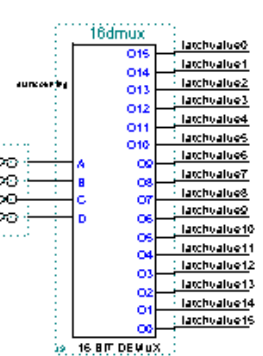 16dmux
O15 latchvalue0
O14 latchvalue1
O13 latchvalue2
O12 latchvalue3
O11 latchvalue4
O10 latchvalue5
A O9 latchvalue6
B O8 latchvalue7
C O7 latchvalue8
D O6 latchvalue9
O5 latchvalue10
O4 latchvalue11
O3 latchvalue12
O2 latchvalue13
O1 latchvalue14
O0 latchvalue15
16 BIT DEMUX